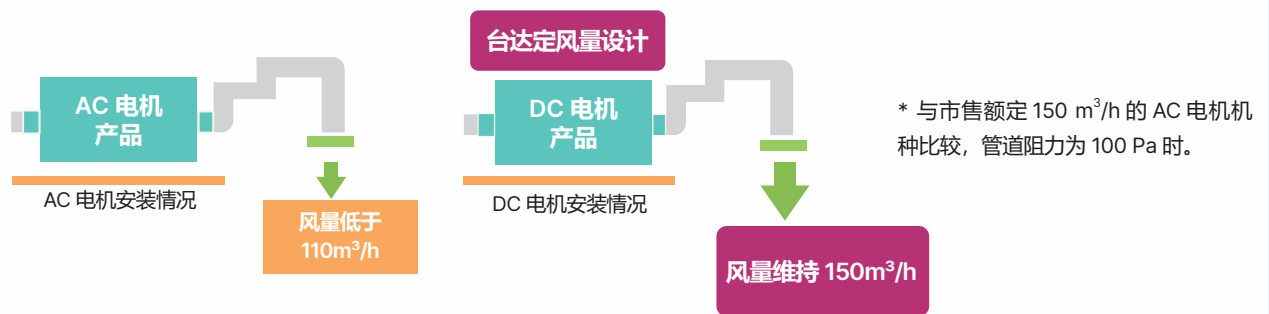 AC 电机
产品
AC 电机安装情况
风量低于
110m³/h
台达定风量设计
DC 电机
产品
DC 电机安装情况
风量维持 150m³/h
* 与市售额定 150 m³/h 的 AC 电机机
种比较，管道阻力为 100 Pa 时。